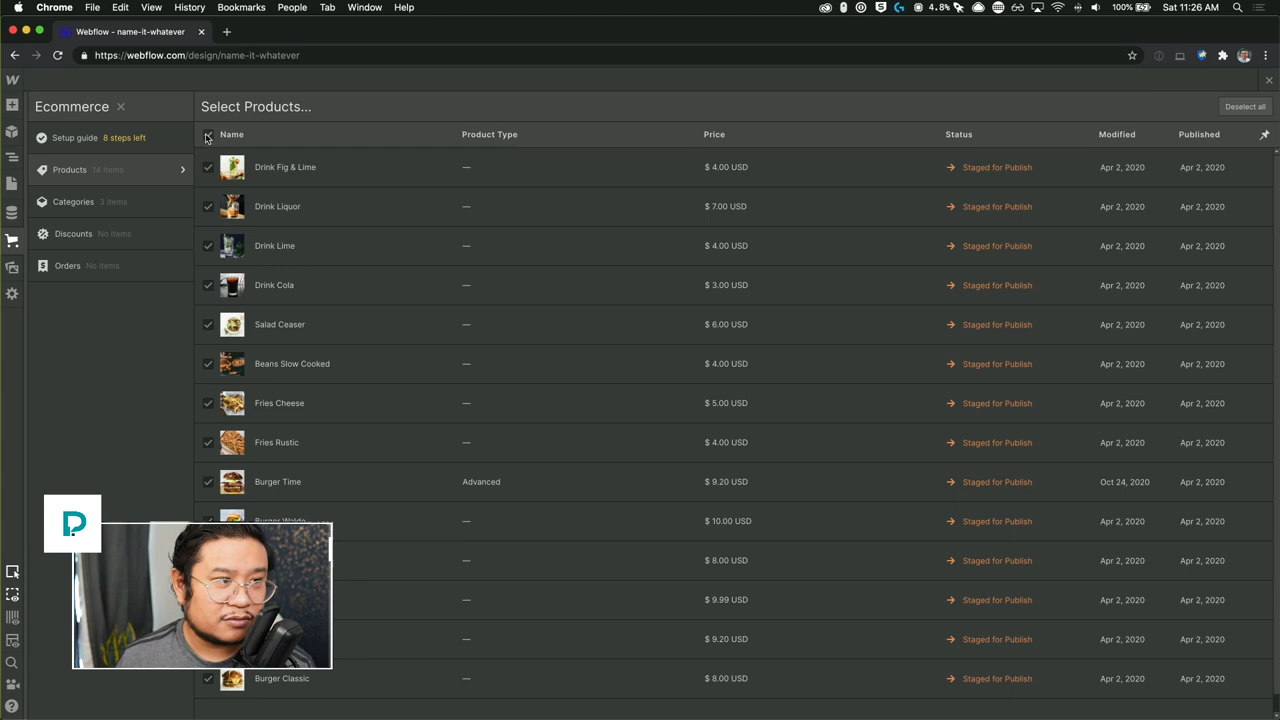 Chrome File Edit View History Bookmarks People Tab Window Help 4.8% 100% Sat 11:26 AM
Webflow - name-it-whatever
https://webflow.com/design/name-it-whatever
Ecommerce
Select Products...
Deselect all
Setup guide 8 steps left
Products 14 items
Categories 3 items
Discounts No items
Orders No items
Name Product Type Price Status Modified Published
Drink Fig & Lime — $ 4.00 USD Staged for Publish Apr 2, 2020 Apr 2, 2020
Drink Liquor — $ 7.00 USD Staged for Publish Apr 2, 2020 Apr 2, 2020
Drink Lime — $ 4.00 USD Staged for Publish Apr 2, 2020 Apr 2, 2020
Drink Cola — $ 3.00 USD Staged for Publish Apr 2, 2020 Apr 2, 2020
Salad Ceaser — $ 6.00 USD Staged for Publish Apr 2, 2020 Apr 2, 2020
Beans Slow Cooked — $ 4.00 USD Staged for Publish Apr 2, 2020 Apr 2, 2020
Fries Cheese — $ 5.00 USD Staged for Publish Apr 2, 2020 Apr 2, 2020
Fries Rustic — $ 4.00 USD Staged for Publish Apr 2, 2020 Apr 2, 2020
Burger Time Advanced $ 9.20 USD Staged for Publish Oct 24, 2020 Apr 2, 2020
Burger — $ 10.00 USD Staged for Publish Apr 2, 2020 Apr 2, 2020
— $ 8.00 USD Staged for Publish Apr 2, 2020 Apr 2, 2020
— $ 9.99 USD Staged for Publish Apr 2, 2020 Apr 2, 2020
— $ 9.20 USD Staged for Publish Apr 2, 2020 Apr 2, 2020
Burger Classic — $ 8.00 USD Staged for Publish Apr 2, 2020 Apr 2, 2020